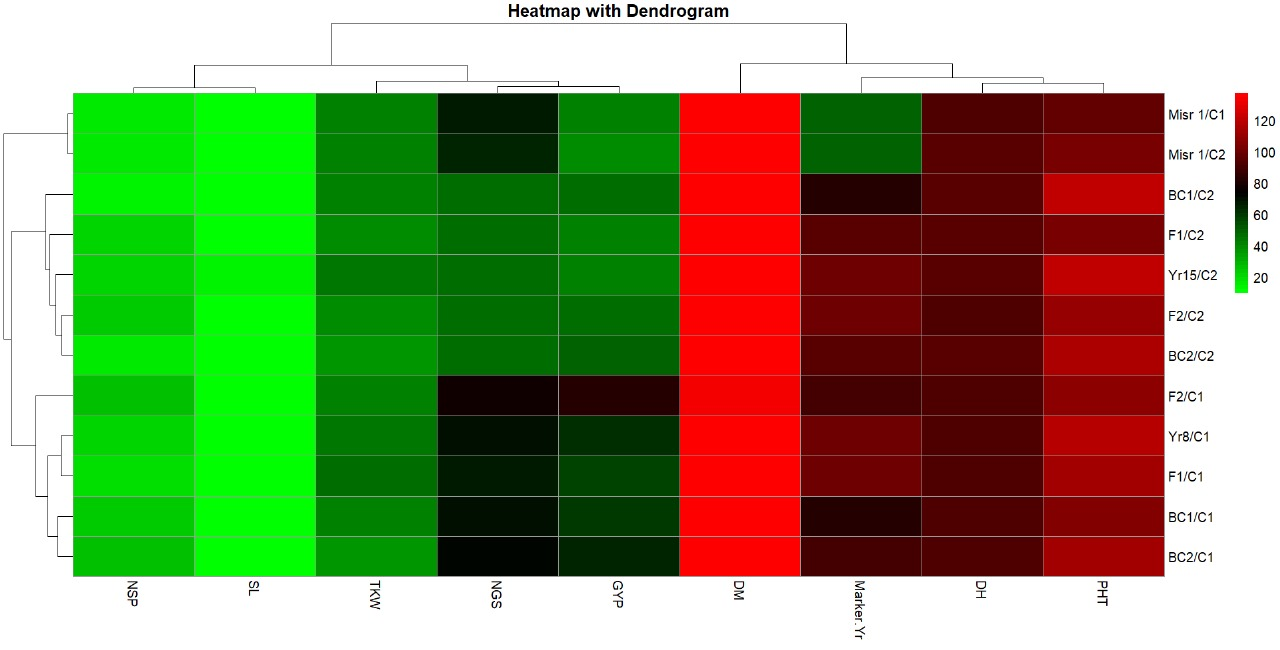 Heatmap with Dendrogram
Misr 1/C1
Misr 1/C2
BC1/C2
F1/C2
Yr15/C2
F2/C2
BC2/C2
F2/C1
Yr8/C1
F1/C1
BC1/C1
BC2/C1
120
100
80
60
40
20
NSP
SL
TKW
NGS
GYP
DM
Marker.Yr
DH
PHT